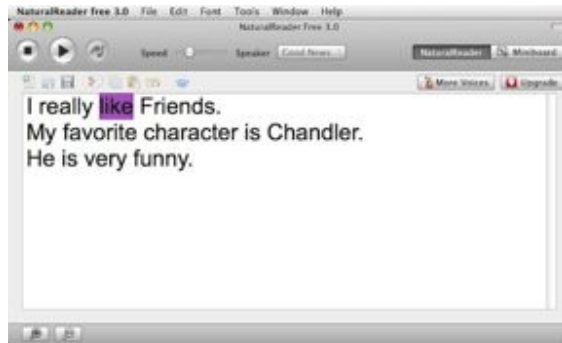 NaturalReader free 3.0 File Edit Font Tools Window Help
NaturalReader Free 3.0
Speed Speaker Good News NaturalReader Miniboard
More Voices Upgrade
I really like Friends.
My favorite character is Chandler.
He is very funny.